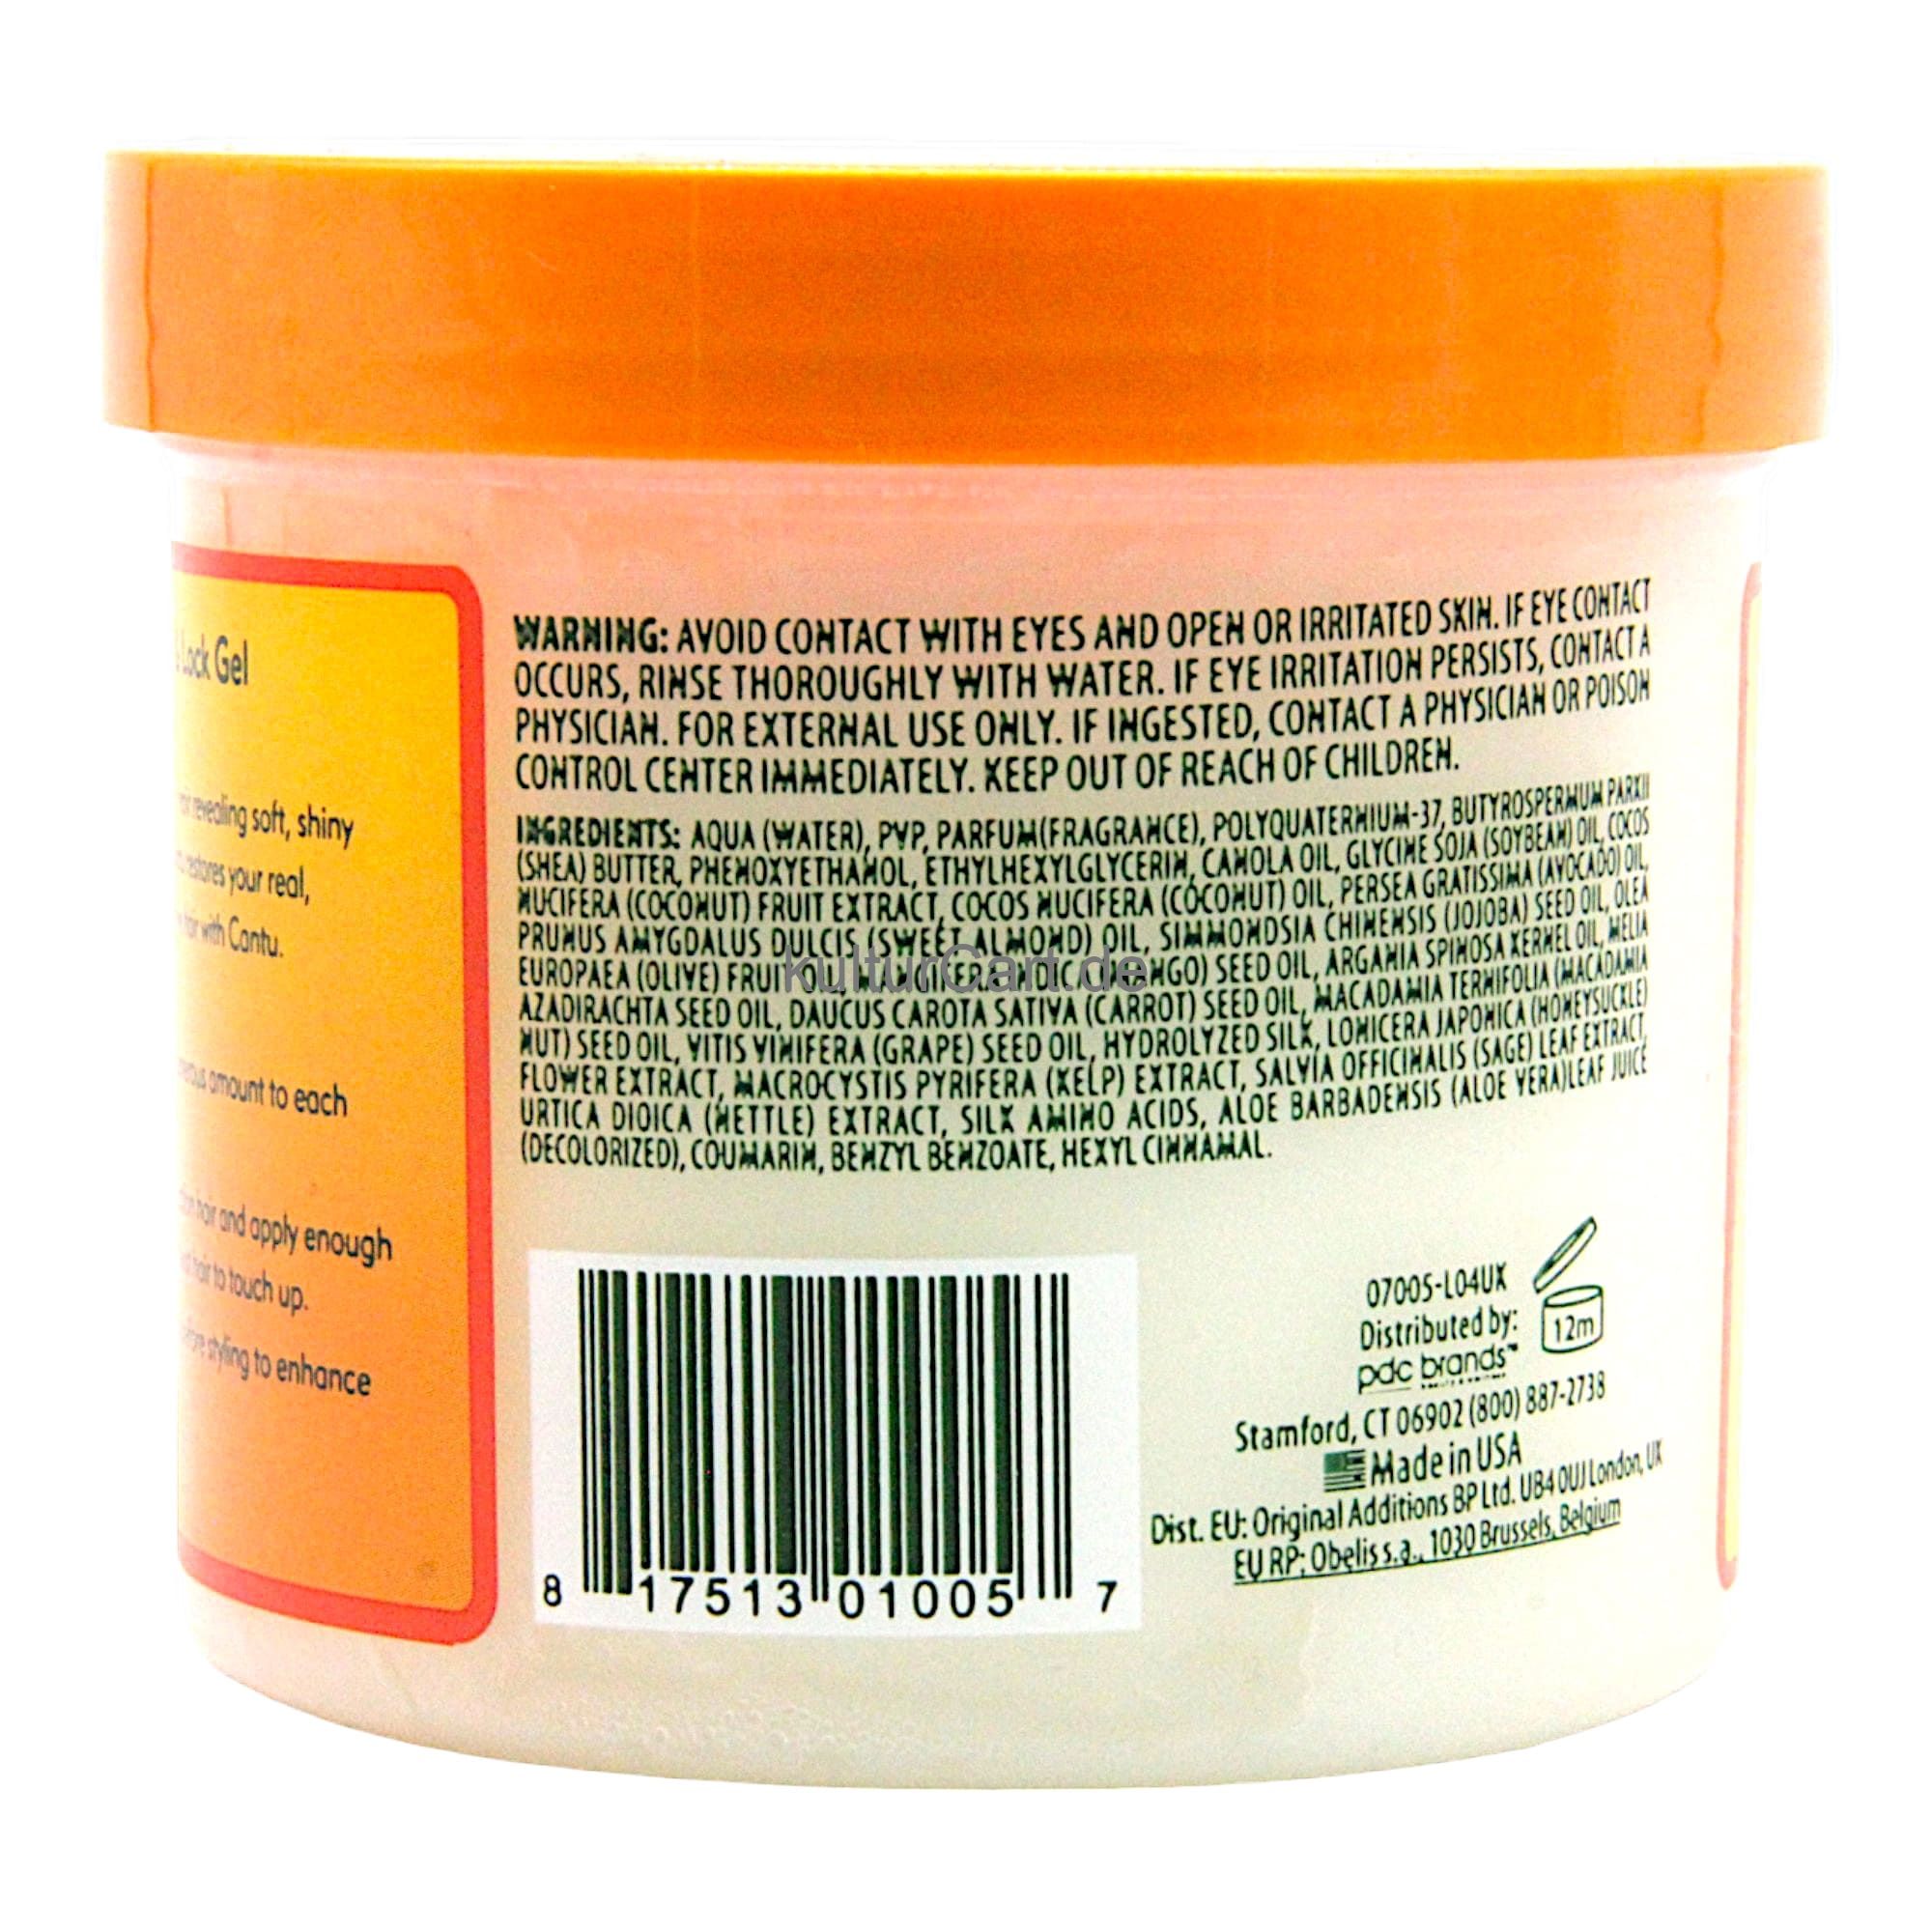 Lock Gel
revealing soft, shiny
restores your real,
hair with Cantu.
amount to each
hair and apply enough
hair to touch up.
styling to enhance
WARNING: AVOID CONTACT WITH EYES AND OPEN OR IRRITATED SKIN. IF EYE CONTACT
OCCURS, RINSE THOROUGHLY WITH WATER. IF EYE IRRITATION PERSISTS, CONTACT A
PHYSICIAN. FOR EXTERNAL USE ONLY. IF INGESTED, CONTACT A PHYSICIAN OR POISON
CONTROL CENTER IMMEDIATELY. KEEP OUT OF REACH OF CHILDREN.
INGREDIENTS: AQUA (WATER), PVP, PARFUM(FRAGRANCE), POLYQUATERNIUM-37, BUTYROSPERMUM PARKII
(SHEA) BUTTER, PHENOXYETHANOL, ETHYLHEXYLGLYCERIN, CANOLA OIL, GLYCINE SOJA (SOYBEAN) OIL, COCOS
NUCIFERA (COCONUT) FRUIT EXTRACT, COCOS NUCIFERA (COCONUT) OIL, PERSEA GRATISSIMA (AVOCADO) OIL,
PRUNUS AMYGDALUS DULCIS (SWEET ALMOND) OIL, SIMMONDSIA CHINENSIS (JOJOBA) SEED OIL, OLEA
EUROPAEA (OLIVE) FRUIT OIL, MANGIFERA INDICA (MANGO) SEED OIL, ARGANIA SPINOSA KERNEL OIL, MELIA
AZADIRACHTA SEED OIL, DAUCUS CAROTA SATIVA (CARROT) SEED OIL, MACADAMIA TERNIFOLIA (MACADAMIA
NUT) SEED OIL, VITIS VINIFERA (GRAPE) SEED OIL, HYDROLYZED SILK, LONICERA JAPONICA (HONEYSUCKLE)
FLOWER EXTRACT, MACROCYSTIS PYRIFERA (KELP) EXTRACT, SALVIA OFFICINALIS (SAGE) LEAF EXTRACT,
URTICA DIOICA (NETTLE) EXTRACT, SILK AMINO ACIDS, ALOE BARBADENSIS (ALOE VERA)LEAF JUICE
(DECOLORIZED), COUMARIN, BENZYL BENZOATE, HEXYL CINNAMAL.
kulturCart.de
8 17513 01005 7
07005-L04UX
12m
Distributed by:
pdc brands™
Stamford, CT 06902 (800) 887-2738
Made in USA
Dist. EU: Original Additions BP Ltd. UB4 0UJ London, UK
EU RP: Obelis s.a., 1030 Brussels, Belgium